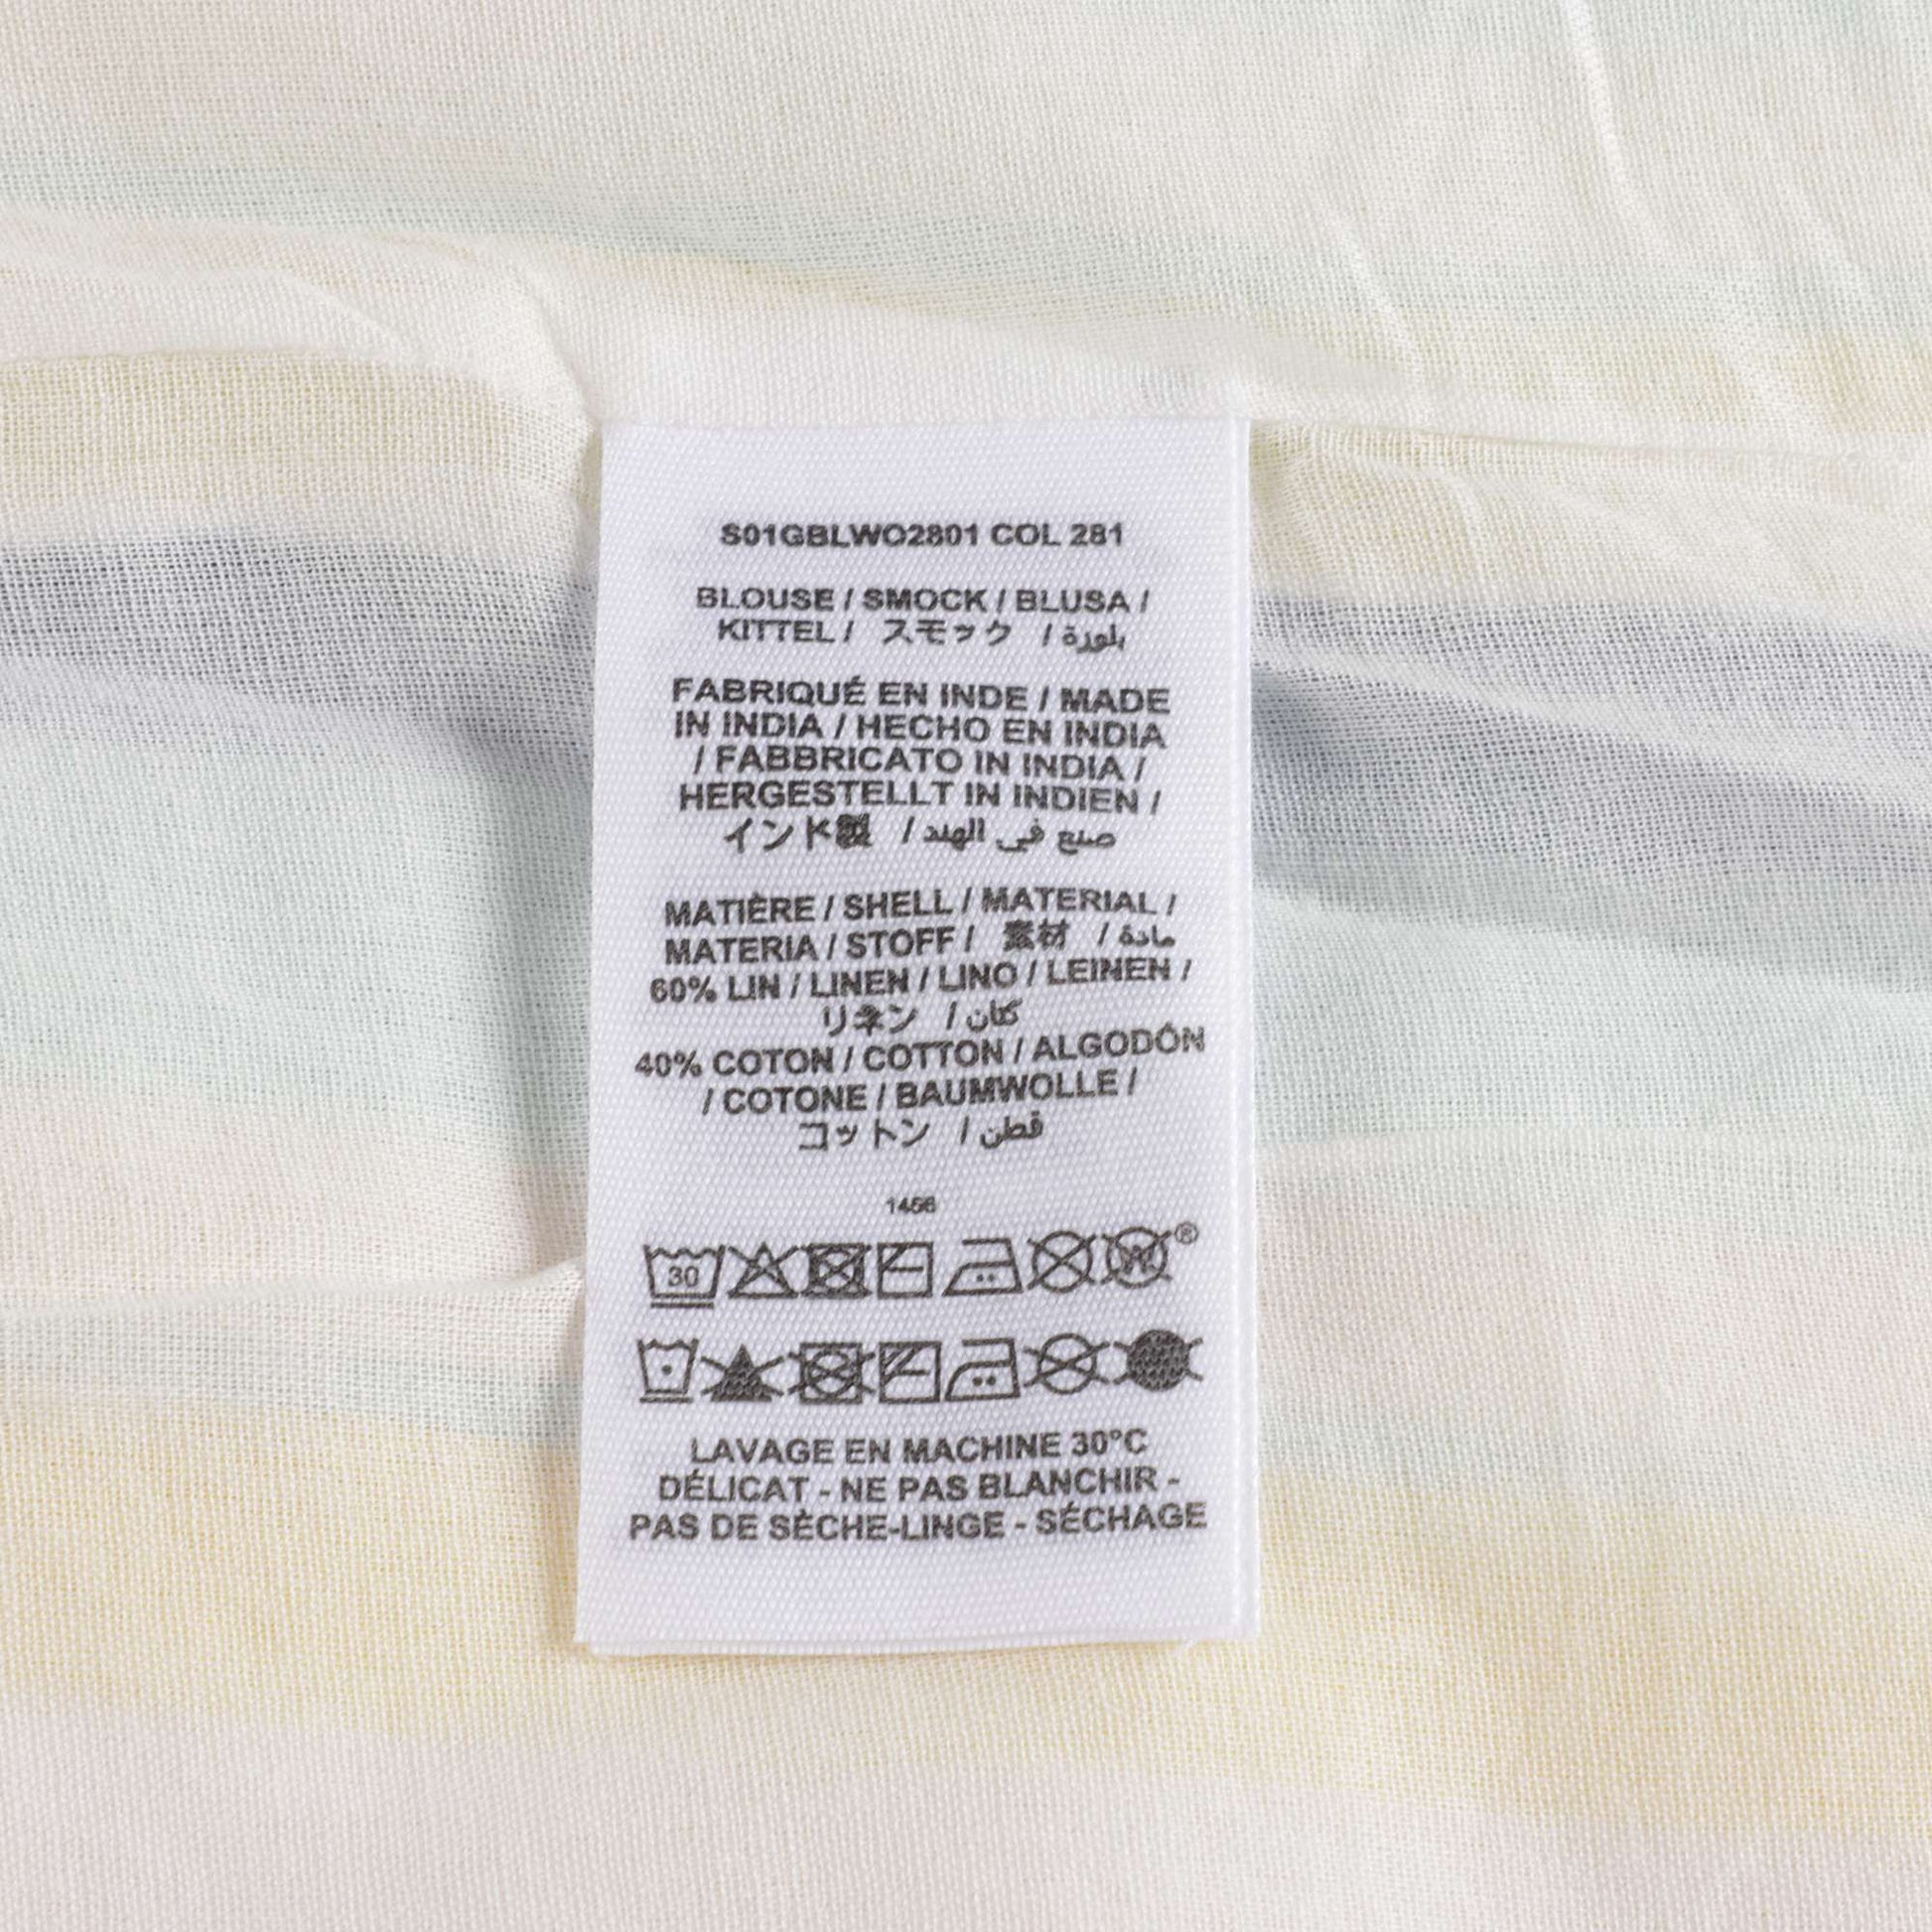 S01GBLWO2801 COL 281
BLOUSE / SMOCK / BLUSA /
KITTEL / スモック / بلوزة
FABRIQUÉ EN INDE / MADE
IN INDIA / HECHO EN INDIA
/ FABBRICATO IN INDIA /
HERGESTELLT IN INDIEN /
インド製 / صنع في الهند
MATIÈRE / SHELL / MATERIAL /
MATERIA / STOFF / 素材 / مادة
60% LIN / LINEN / LINO / LEINEN /
リネン / كتان
40% COTON / COTTON / ALGODÓN
/ COTONE / BAUMWOLLE /
コットン / قطن
1456
30 W®
LAVAGE EN MACHINE 30°C
DÉLICAT - NE PAS BLANCHIR -
PAS DE SÈCHE-LINGE - SÉCHAGE